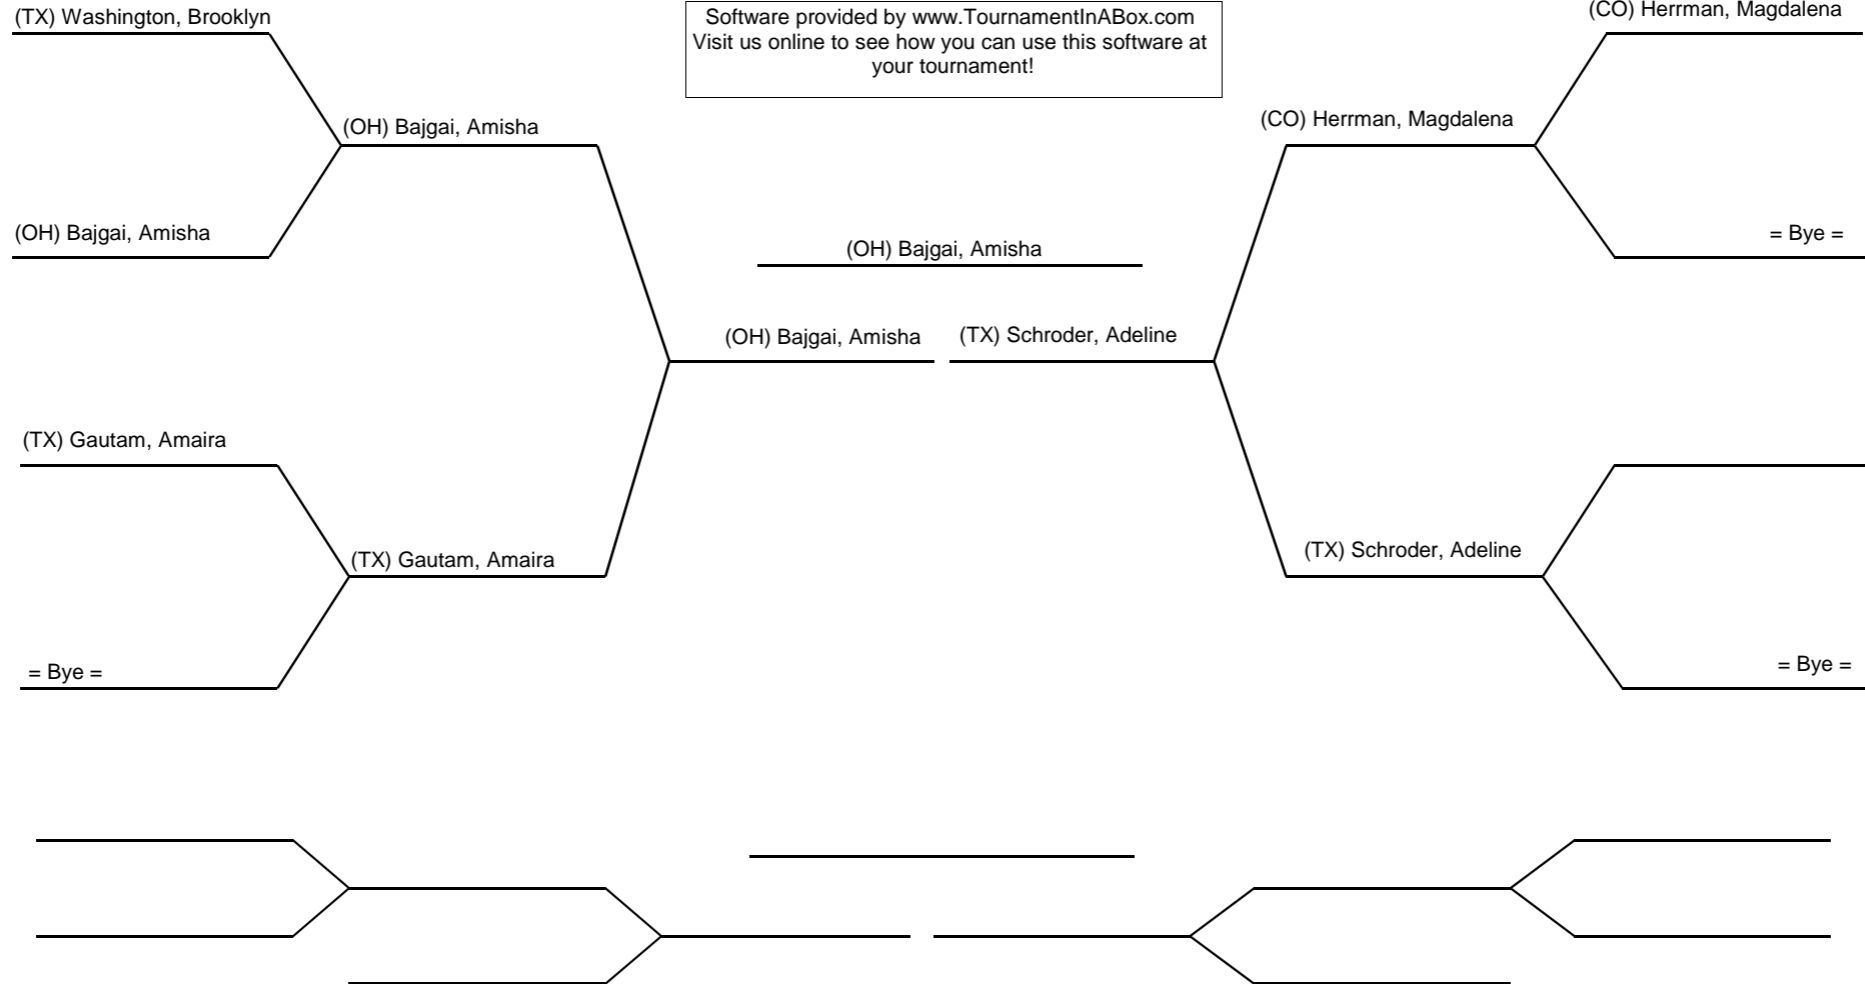 (TX) Washington, Brooklyn
Software provided by www.TournamentInABox.com
Visit us online to see how you can use this software at
your tournament!
(CO) Herrman, Magdalena
(OH) Bajgai, Amisha
(CO) Herrman, Magdalena
(OH) Bajgai, Amisha
(OH) Bajgai, Amisha
= Bye =
(OH) Bajgai, Amisha
(TX) Schroder, Adeline
(TX) Gautam, Amaira
(TX) Gautam, Amaira
(TX) Schroder, Adeline
= Bye =
= Bye =